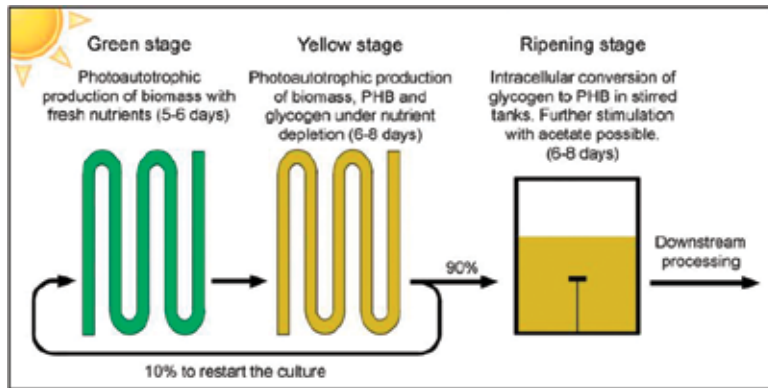 Green stage
Photoautotrophic
production of biomass with
fresh nutrients (5-6 days)
Yellow stage
Photoautotrophic production
of biomass, PHB and
glycogen under nutrient
depletion (6-8 days)
Ripening stage
Intracellular conversion of
glycogen to PHB in stirred
tanks. Further stimulation
with acetate possible.
(6-8 days)
90%
Downstream
processing
10% to restart the culture